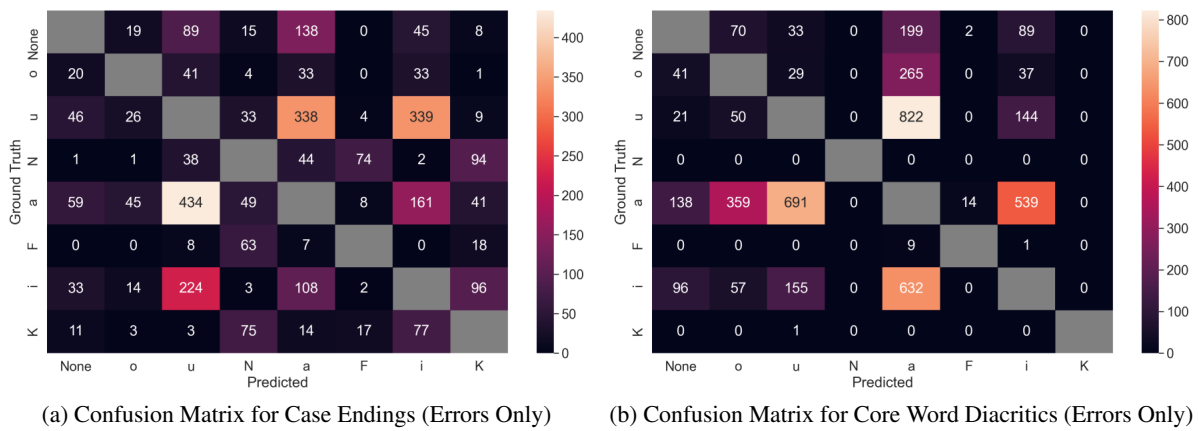 None 19 89 15 138 0 45 8
o 20 41 4 33 0 33 1
u 46 26 33 338 4 339 9
N 1 1 38 44 74 2 94
a 59 45 434 49 8 161 41
F 0 0 8 63 7 0 18
i 33 14 224 3 108 2 96
K 11 3 3 75 14 17 77
None o u N a F i K
Predicted
Ground Truth
400
350
300
250
200
150
100
50
0
(a) Confusion Matrix for Case Endings (Errors Only)
None 70 33 0 199 2 89 0
o 41 29 0 265 0 37 0
u 21 50 0 822 0 144 0
N 0 0 0 0 0 0 0
a 138 359 691 0 14 539 0
F 0 0 0 0 9 1 0
i 96 57 155 0 632 0 0
K 0 0 1 0 0 0 0
None o u N a F i K
Predicted
Ground Truth
800
700
600
500
400
300
200
100
0
(b) Confusion Matrix for Core Word Diacritics (Errors Only)